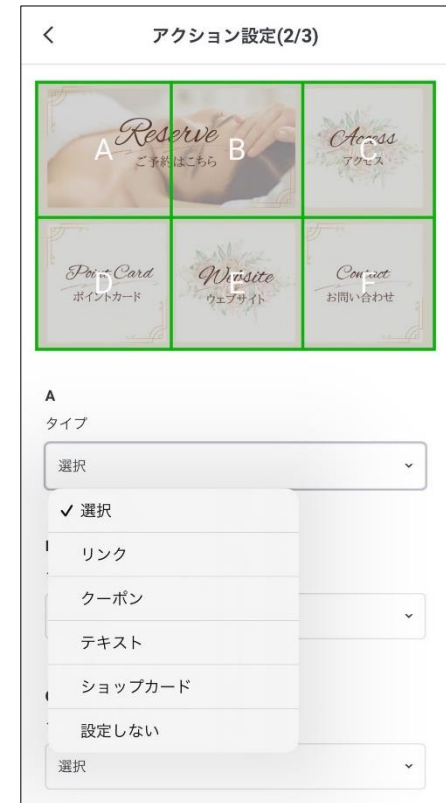 アクション設定(2/3)
Reserve
ご予約はこちら
A
B
Access
アクセス
C
Point Card
ポイントカード
D
Website
ウェブサイト
E
Contact
お問い合わせ
F
A
タイプ
選択
✓ 選択
リンク
クーポン
テキスト
ショップカード
設定しない
選択